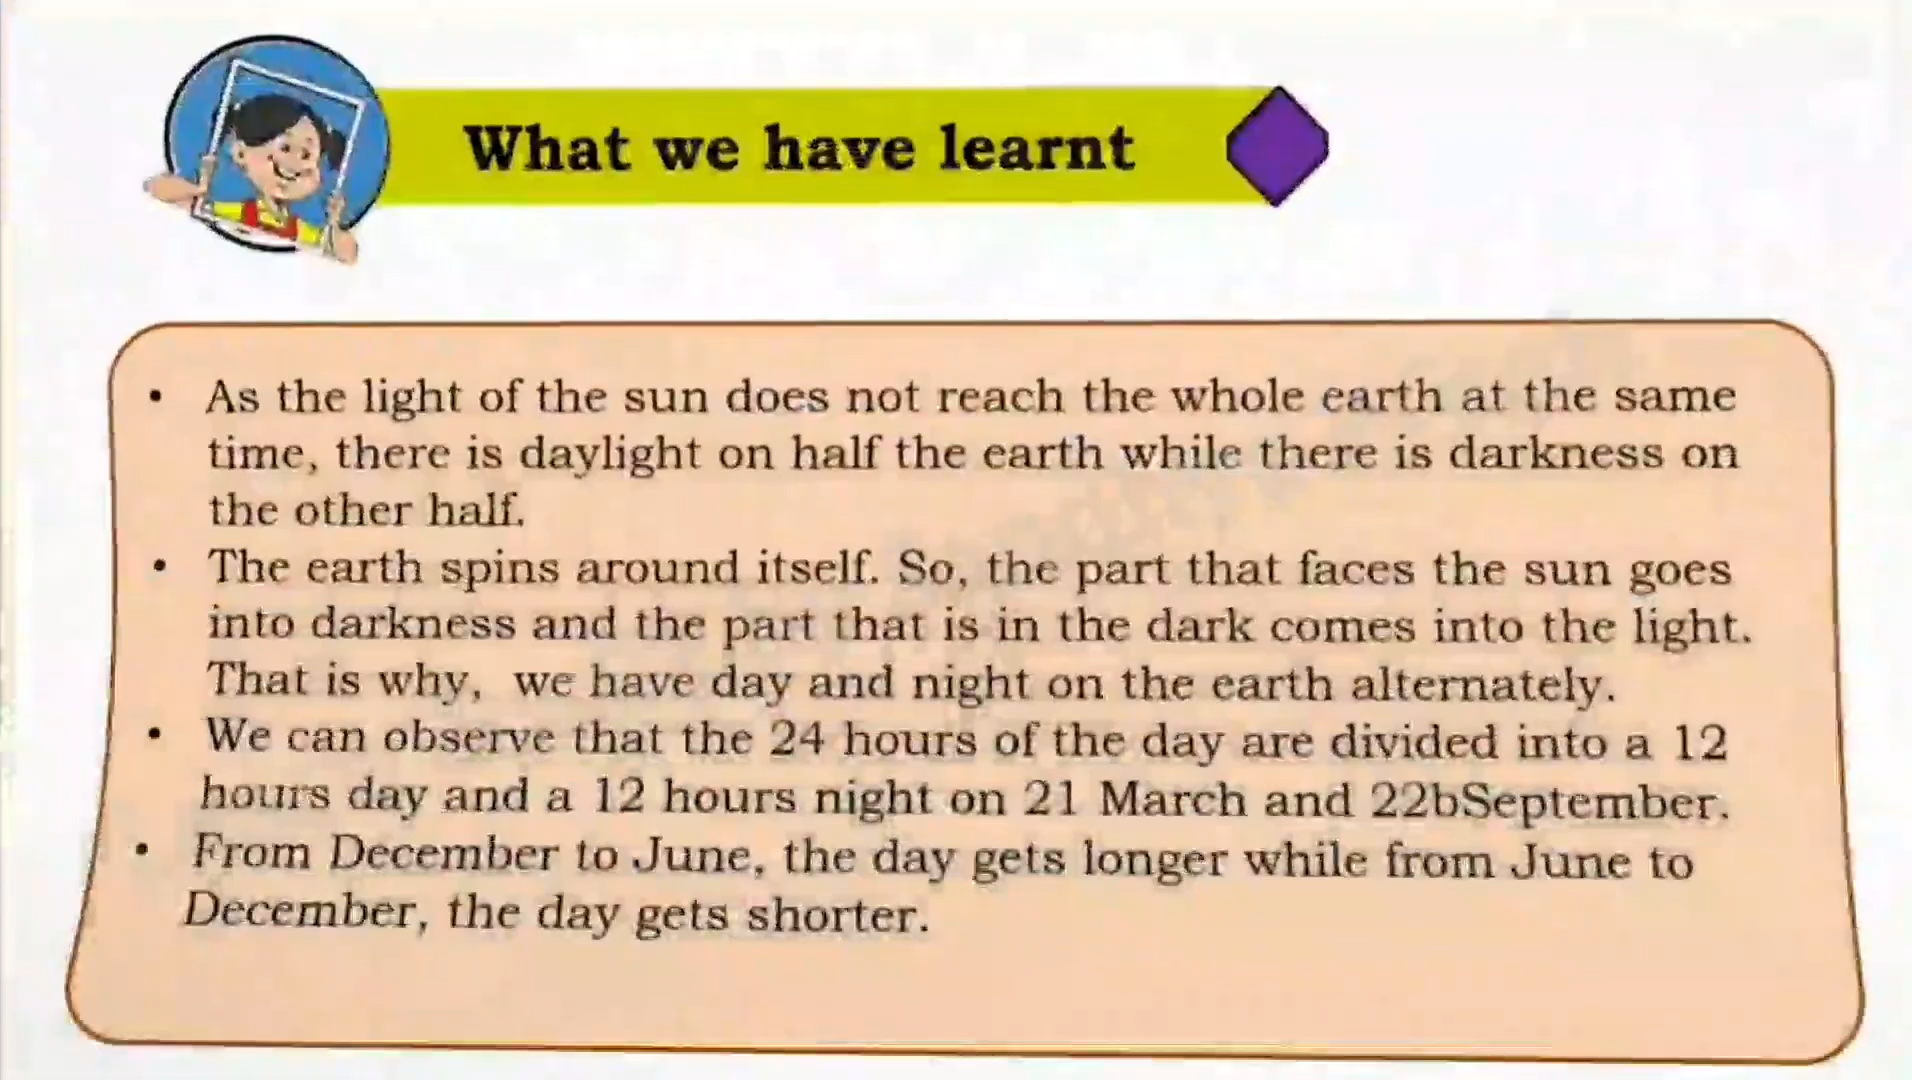 What we have learnt
• As the light of the sun does not reach the whole earth at the same
time, there is daylight on half the earth while there is darkness on
the other half.
• The earth spins around itself. So, the part that faces the sun goes
into darkness and the part that is in the dark comes into the light.
That is why, we have day and night on the earth alternately.
• We can observe that the 24 hours of the day are divided into a 12
hours day and a 12 hours night on 21 March and 22bSeptember.
• From December to June, the day gets longer while from June to
December, the day gets shorter.